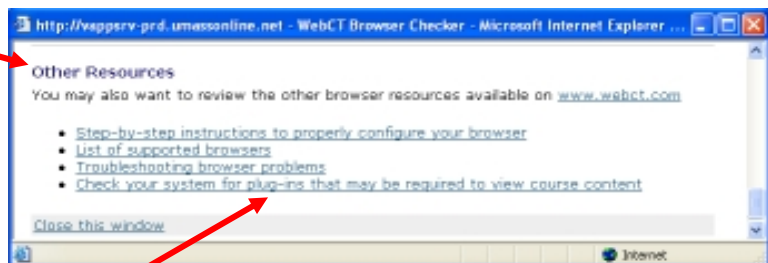 http://vappsrv-prd.umassonline.net - WebCT Browser Checker - Microsoft Internet Explorer ...
Other Resources
You may also want to review the other browser resources available on www.webct.com
Step-by-step instructions to properly configure your browser
List of supported browsers
Troubleshooting browser problems
Check your system for plug-ins that may be required to view course content
Close this window
Internet